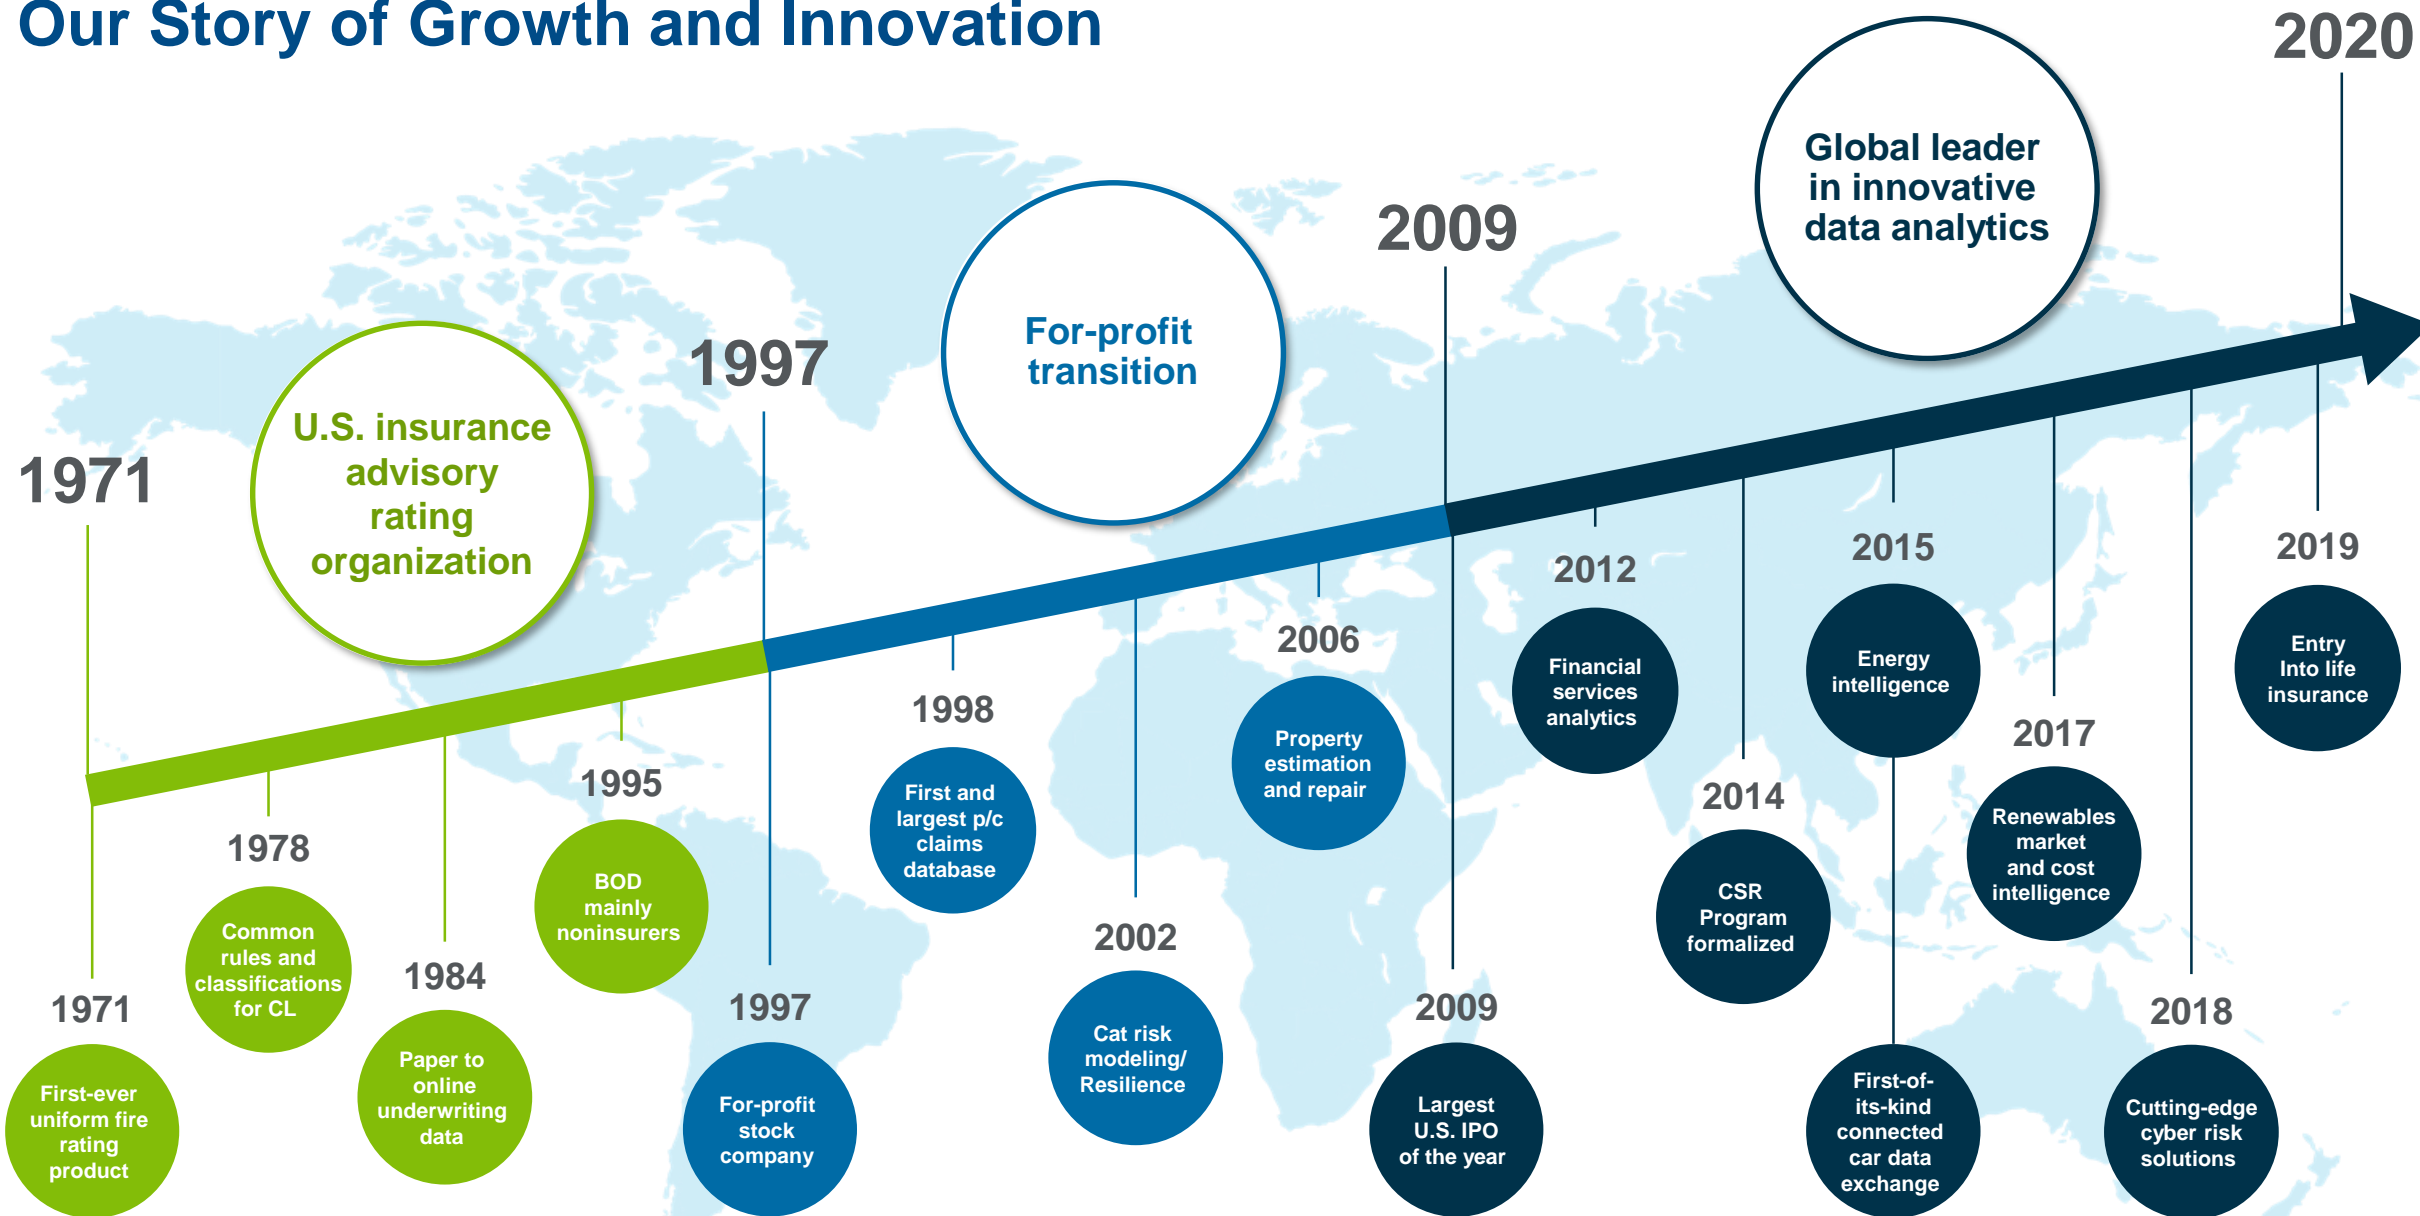 Our Story of Growth and Innovation
1971
U.S. insurance
advisory
rating
organization
1997
For-profit
transition
2009
Global leader
in innovative
data analytics
2020
1971
First-ever
uniform fire
rating
product
1978
Common
rules and
classifications
for CL
1984
Paper to
online
underwriting
data
1995
BOD
mainly
noninsurers
1997
For-profit
stock
company
1998
First and
largest p/c
claims
database
2002
Cat risk
modeling/
Resilience
2006
Property
estimation
and repair
2009
Largest
U.S. IPO
of the year
2012
Financial
services
analytics
2014
CSR
Program
formalized
2015
Energy
intelligence
First-of-
its-kind
connected
car data
exchange
2017
Renewables
market
and cost
intelligence
2018
Cutting-edge
cyber risk
solutions
2019
Entry
Into life
insurance